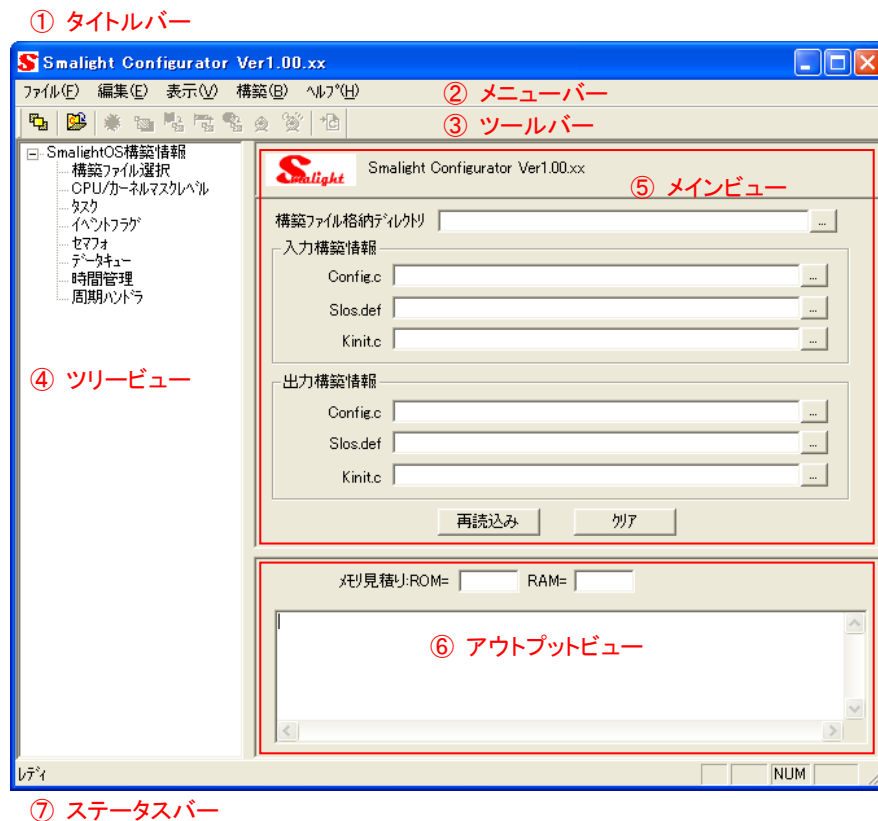 ① タイトルバー
Smalight Configurator Ver1.00.xx
ﾌｧｲﾙ(F) 編集(E) 表示(V) 構築(B) ﾍﾙﾌﾟ(H)
② メニューバー
③ ツールバー
SmalightOS構築情報
構築ﾌｧｲﾙ選択
CPU/ｶｰﾈﾙﾏｽｸﾚﾍﾞﾙ
ﾀｽｸ
ｲﾍﾞﾝﾄﾌﾗｸﾞ
ｾﾏﾌｫ
ﾃﾞｰﾀｷｭｰ
時間管理
周期ﾊﾝﾄﾞﾗ
④ ツリービュー
Smalight
Smalight Configurator Ver1.00.xx
⑤ メインビュー
構築ﾌｧｲﾙ格納ﾃﾞｨﾚｸﾄﾘ ...
入力構築情報
Config.c ...
Slos.def ...
Kinit.c ...
出力構築情報
Config.c ...
Slos.def ...
Kinit.c ...
再読込み ｸﾘｱ
ﾒﾓﾘ見積り:ROM= RAM=
⑥ アウトプットビュー
ﾚﾃﾞｨ NUM
⑦ ステータスバー